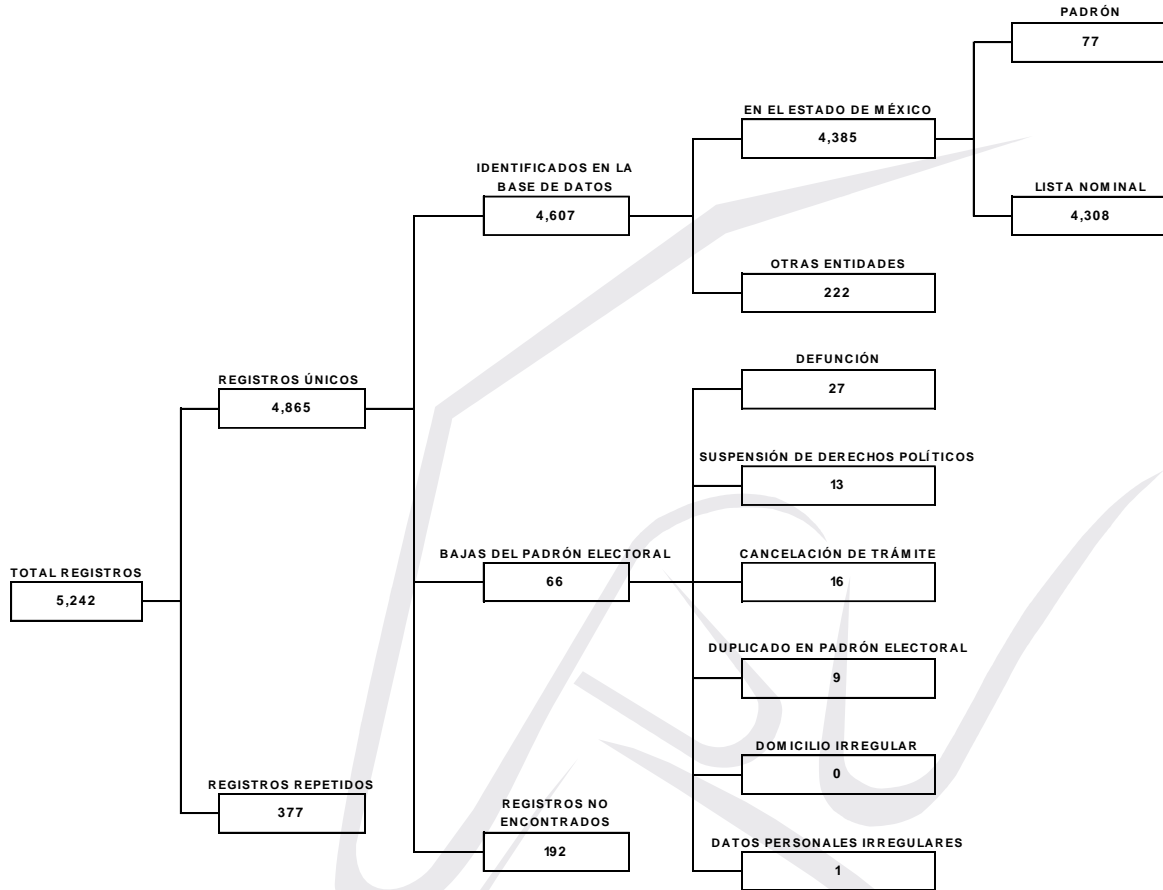 PADRÓN
77
EN EL ESTADO DE MÉXICO
4,385
IDENTIFICADOS EN LA
BASE DE DATOS
4,607
LISTA NOMINAL
4,308
OTRAS ENTIDADES
222
DEFUNCIÓN
27
REGISTROS ÚNICOS
4,865
SUSPENSIÓN DE DERECHOS POLÍTICOS
13
BAJAS DEL PADRÓN ELECTORAL
66
CANCELACIÓN DE TRÁMITE
16
TOTAL REGISTROS
5,242
DUPLICADO EN PADRÓN ELECTORAL
9
DOMICILIO IRREGULAR
0
REGISTROS REPETIDOS
377
REGISTROS NO
ENCONTRADOS
192
DATOS PERSONALES IRREGULARES
1